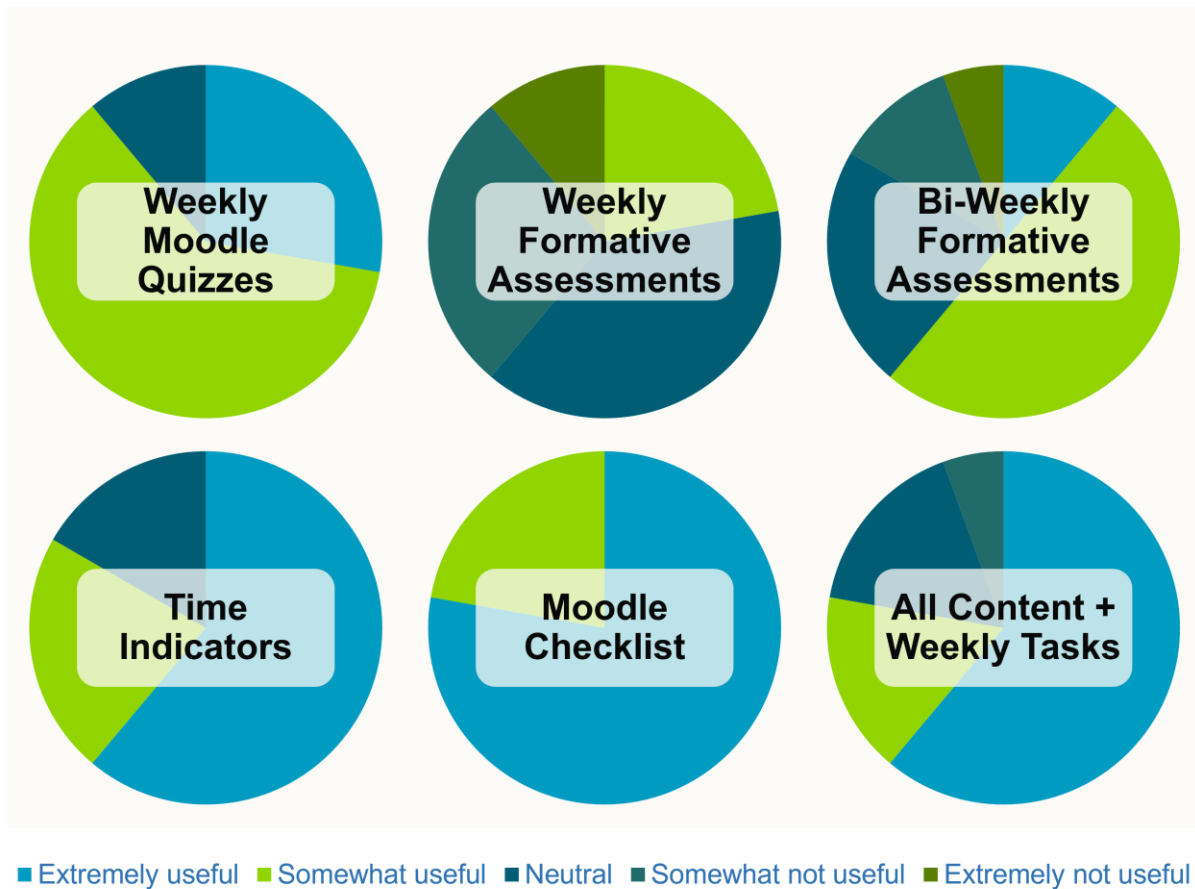 Weekly
Moodle
Quizzes
Weekly
Formative
Assessments
Bi-Weekly
Formative
Assessments
Time
Indicators
Moodle
Checklist
All Content +
Weekly Tasks
Extremely useful Somewhat useful Neutral Somewhat not useful Extremely not useful